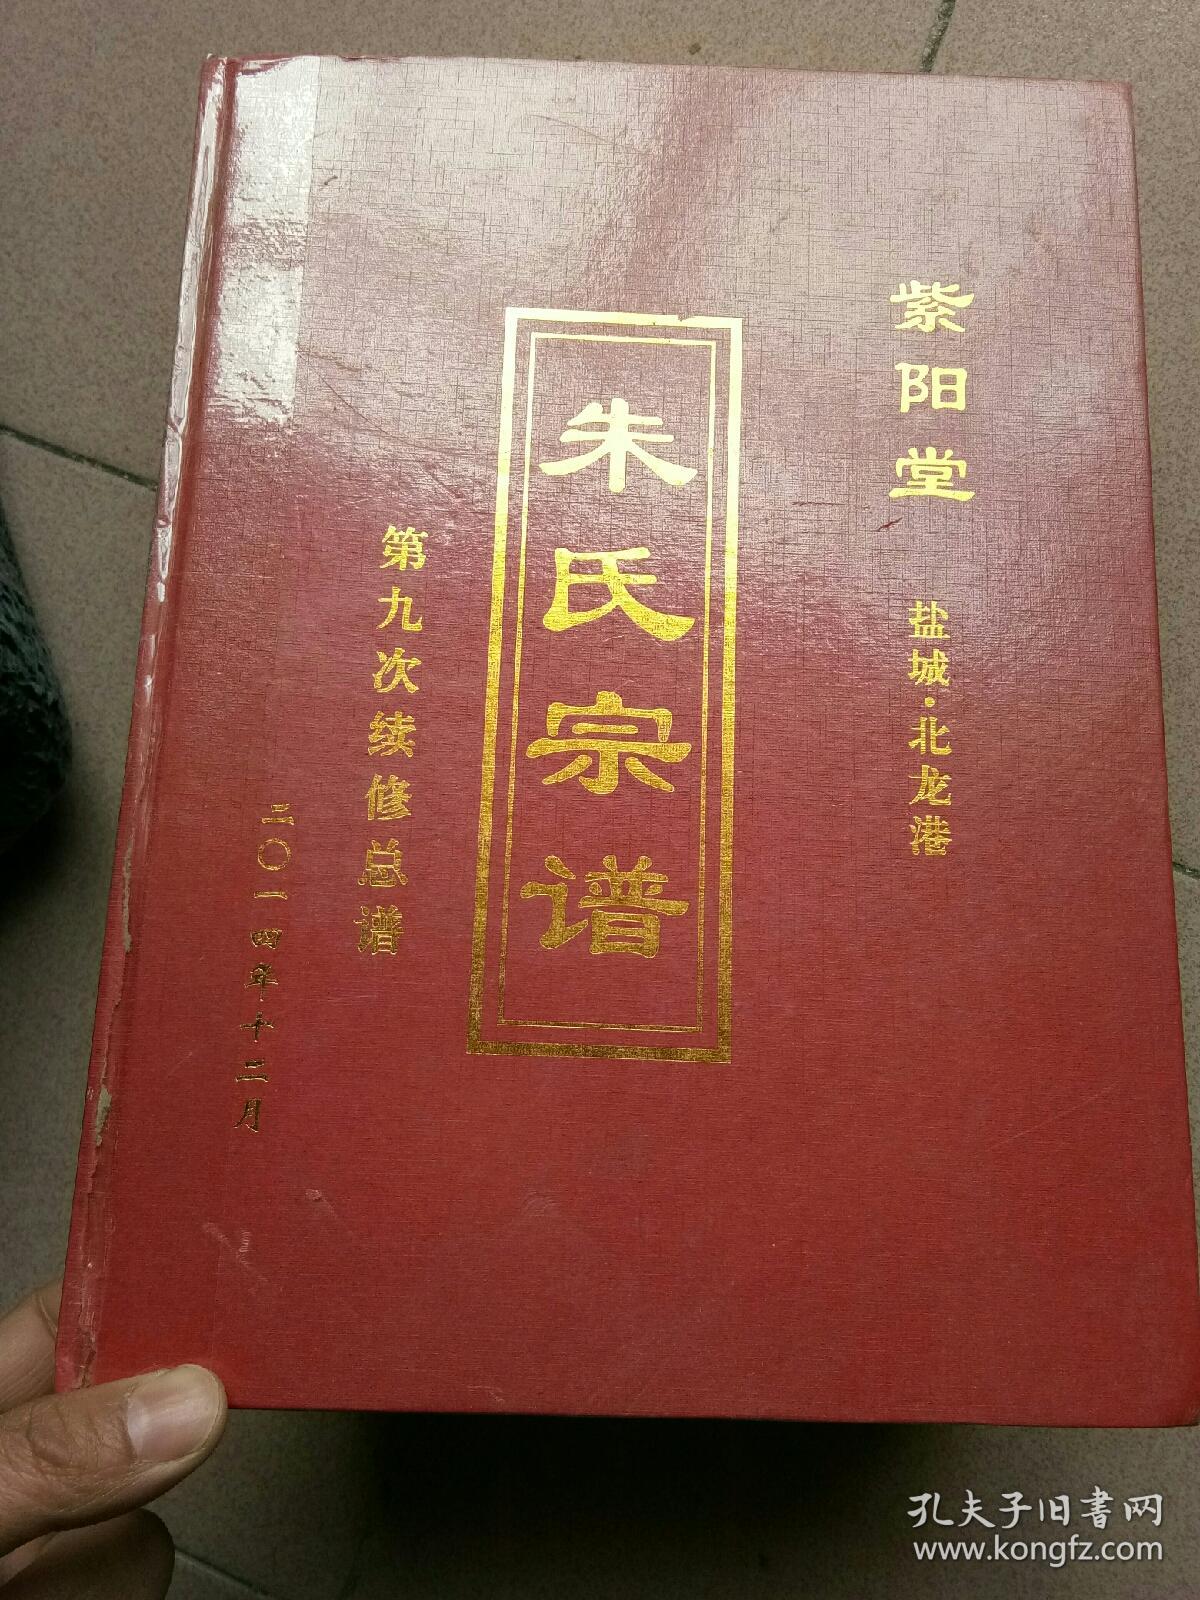 紫阳堂
盐城·北龙港
朱氏宗谱
第九次续修总谱
二〇一四年十二月
孔夫子旧书网
www.kongfz.com